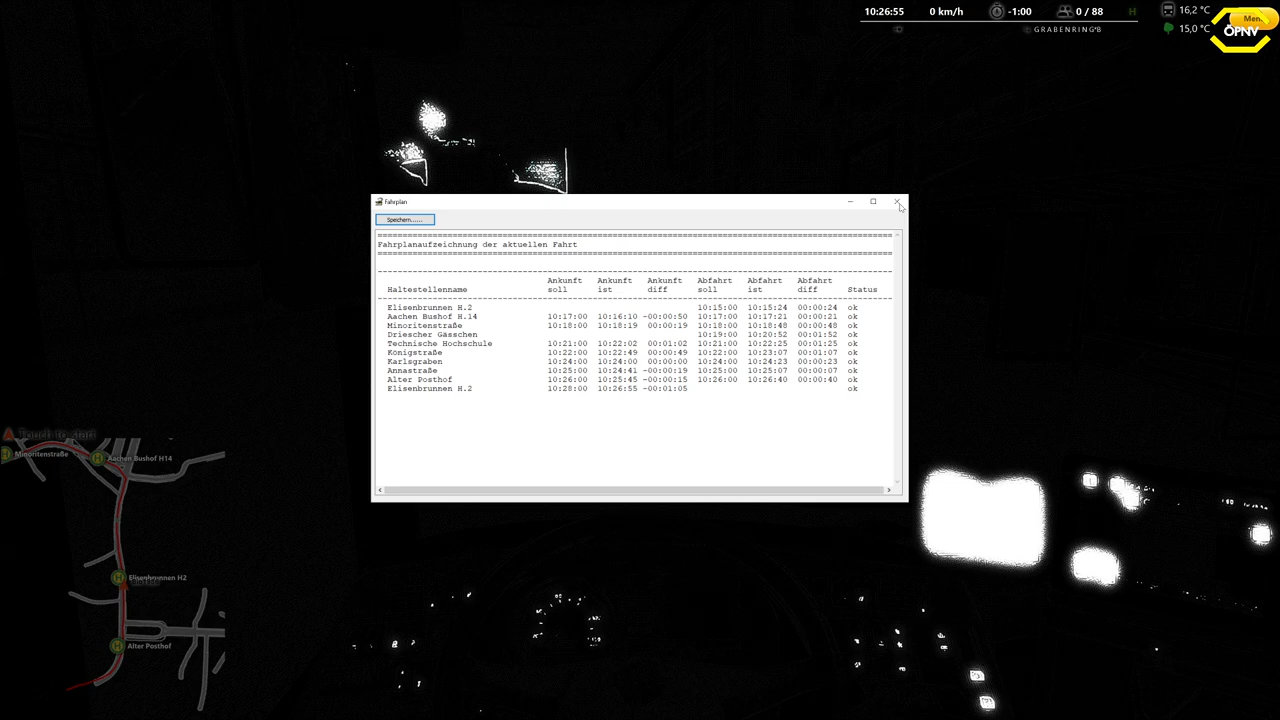 10:26:55 0 km/h -1:00 0 / 88 H 16,2 °C
GRABENRING'B 15,0 °C
ÖPNV
Fahrplan
Speichern......
Fahrplanaufzeichnung der aktuellen Fahrt
Ankunft Ankunft Ankunft Abfahrt Abfahrt Abfahrt
Haltestellenname soll ist diff soll ist diff Status
Elisenbrunnen H.2 10:15:00 10:15:24 00:00:24 ok
Aachen Bushof H.14 10:17:00 10:16:10 -00:00:50 10:17:00 10:17:21 00:00:21 ok
Minoritenstraße 10:18:00 10:18:19 00:00:19 10:18:00 10:18:48 00:00:48 ok
Driescher Gässchen 10:19:00 10:20:52 00:01:52 ok
Technische Hochschule 10:21:00 10:22:02 00:01:02 10:21:00 10:22:25 00:01:25 ok
Königstraße 10:22:00 10:22:49 00:00:49 10:22:00 10:23:07 00:01:07 ok
Karlsgraben 10:24:00 10:24:00 00:00:00 10:24:00 10:24:23 00:00:23 ok
Annastraße 10:25:00 10:24:41 -00:00:19 10:25:00 10:25:07 00:00:07 ok
Alter Posthof 10:26:00 10:25:45 -00:00:15 10:26:00 10:26:40 00:00:40 ok
Elisenbrunnen H.2 10:28:00 10:26:55 -00:01:05 ok
Touch to start
H Minoritenstraße H Aachen Bushof H14
H Elisenbrunnen H2
H Alter Posthof